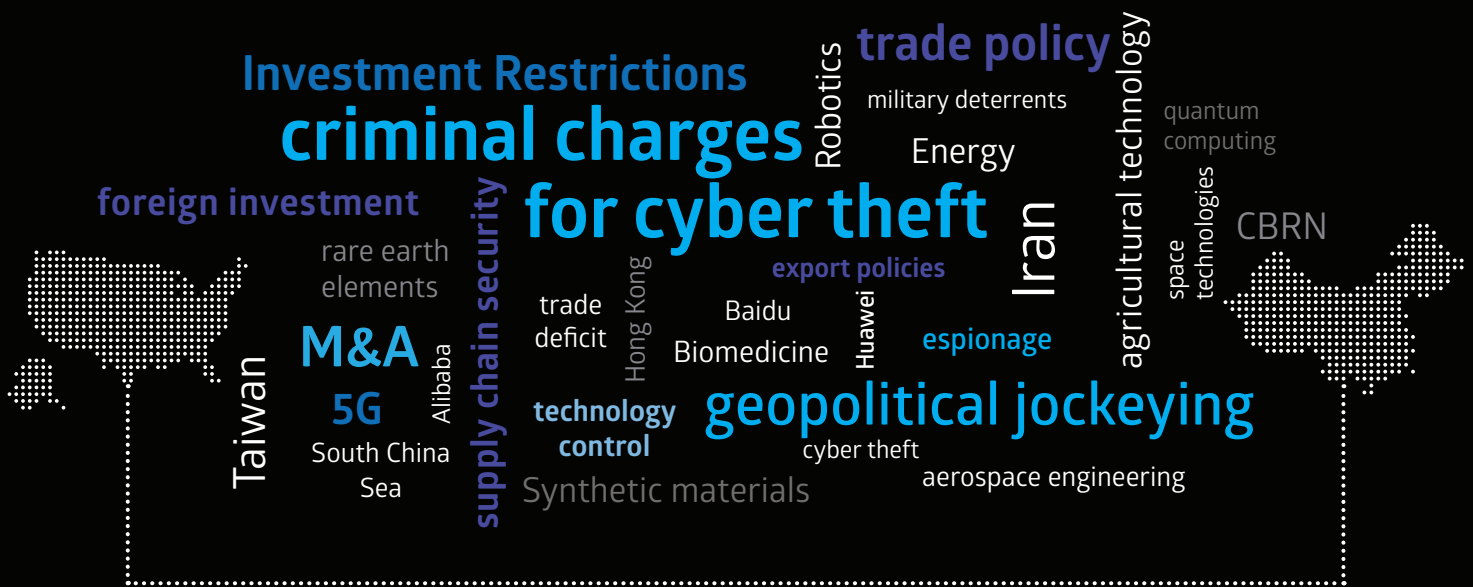 Investment Restrictions
criminal charges
for cyber theft
Robotics
trade policy
military deterrents
Energy
agricultural technology
quantum
computing
foreign investment
rare earth
elements
supply chain security
export policies
Iran
space
technologies
CBRN
trade
deficit
Hong Kong
Baidu
Biomedicine
Huawei
espionage
M&A
Alibaba
5G
Taiwan
South China
Sea
technology
control
geopolitical jockeying
cyber theft
aerospace engineering
Synthetic materials